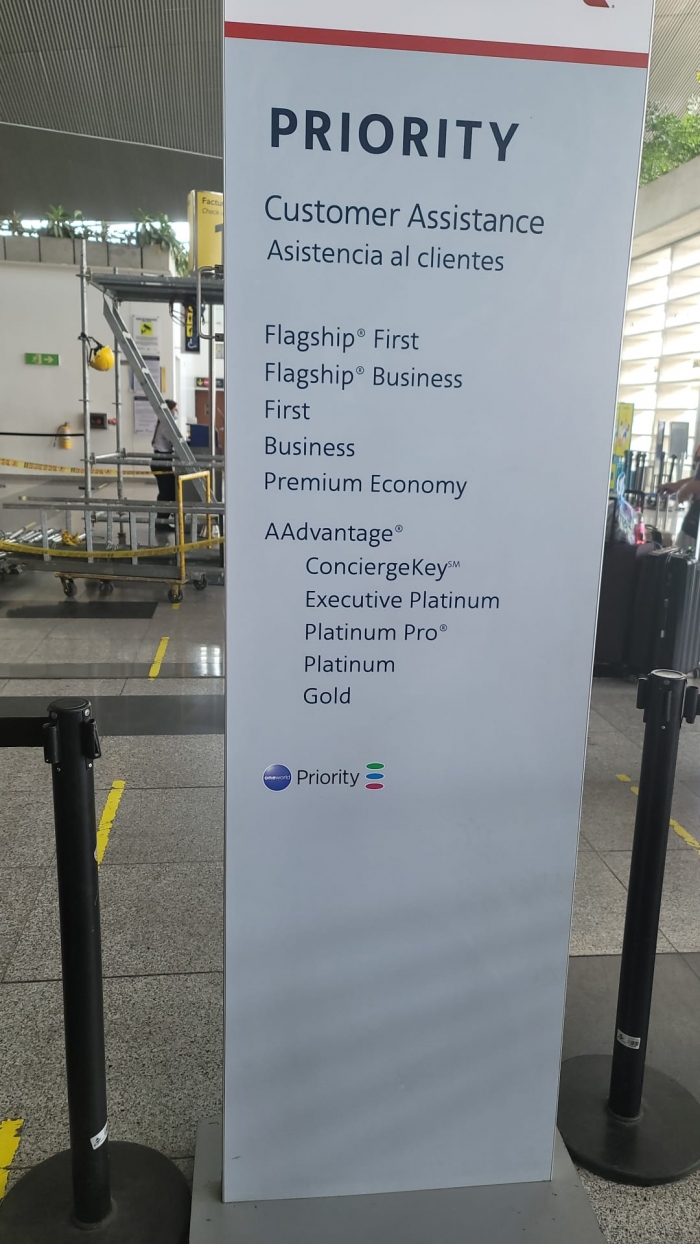 PRIORITY
Customer Assistance
Asistencia al clientes
Flagship® First
Flagship® Business
First
Business
Premium Economy
AAdvantage®
ConciergeKey℠
Executive Platinum
Platinum Pro®
Platinum
Gold
oneworld Priority